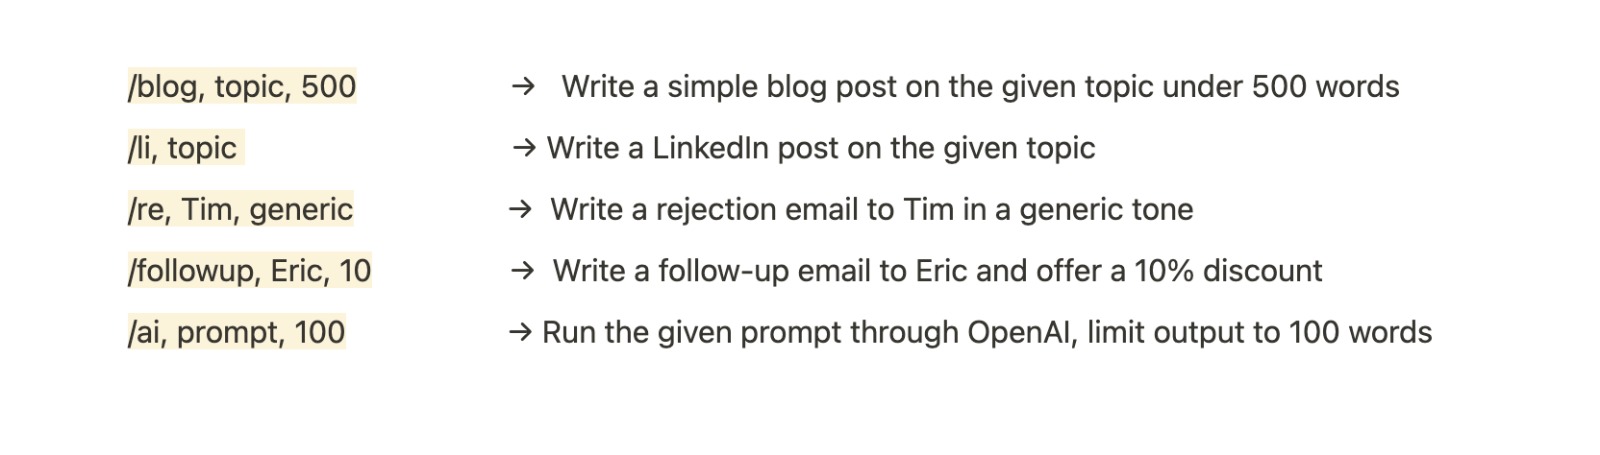 /blog, topic, 500 → Write a simple blog post on the given topic under 500 words
/li, topic → Write a LinkedIn post on the given topic
/re, Tim, generic → Write a rejection email to Tim in a generic tone
/followup, Eric, 10 → Write a follow-up email to Eric and offer a 10% discount
/ai, prompt, 100 → Run the given prompt through OpenAI, limit output to 100 words